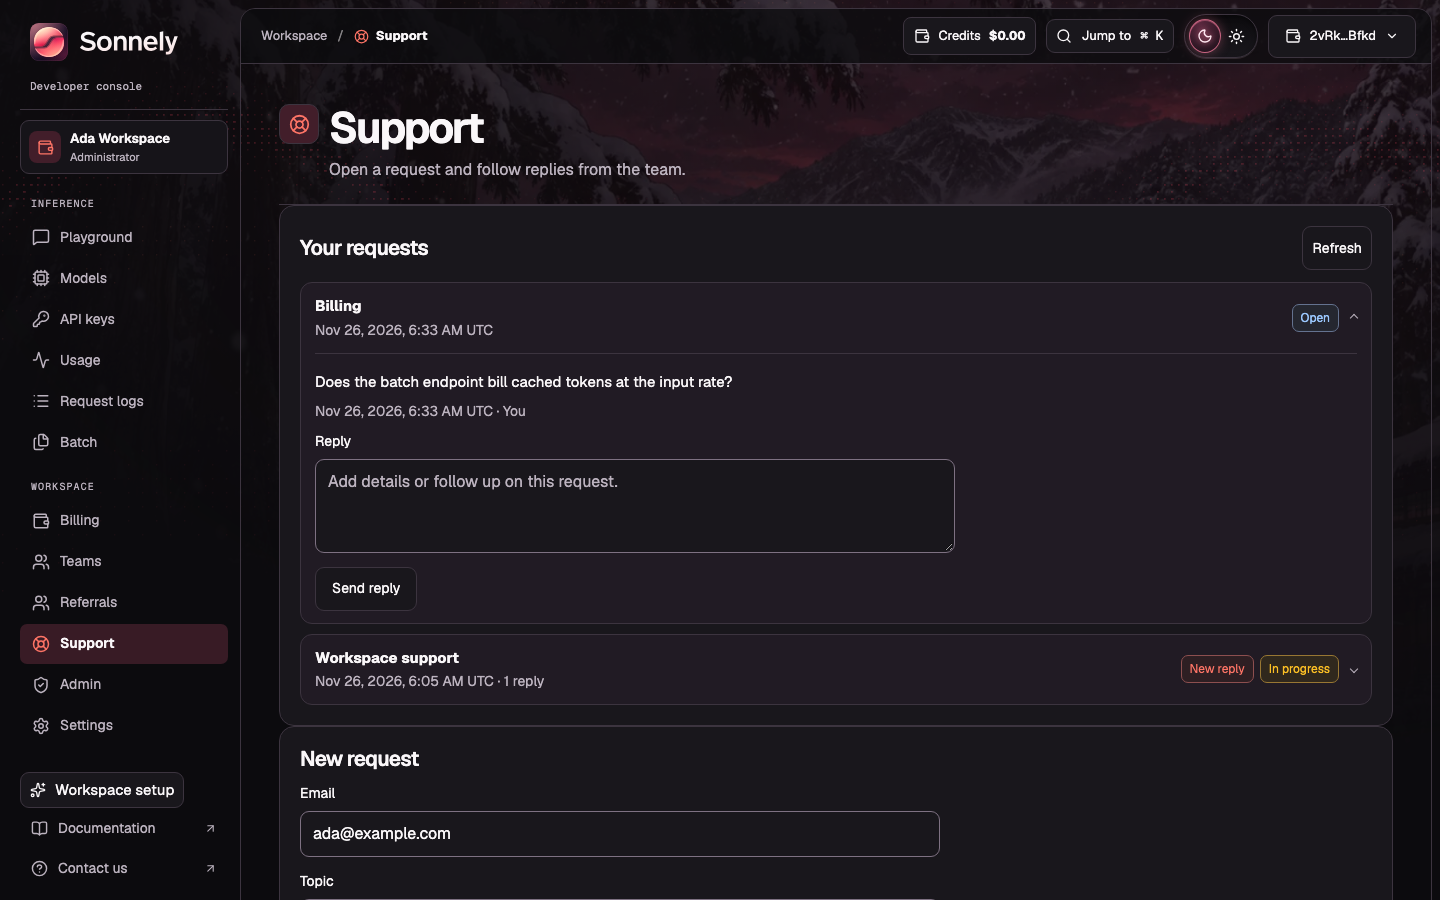 Sonnely
Developer console
Ada Workspace
Administrator
INFERENCE
Playground
Models
API keys
Usage
Request logs
Batch
WORKSPACE
Billing
Teams
Referrals
Support
Admin
Settings
Workspace setup
Documentation
Contact us
Workspace / Support
Credits $0.00
Jump to ⌘ K
2vRk...Bfkd
Support
Open a request and follow replies from the team.
Your requests
Refresh
Billing
Nov 26, 2026, 6:33 AM UTC
Open
Does the batch endpoint bill cached tokens at the input rate?
Nov 26, 2026, 6:33 AM UTC · You
Reply
Add details or follow up on this request.
Send reply
Workspace support
Nov 26, 2026, 6:05 AM UTC · 1 reply
New reply
In progress
New request
Email
ada@example.com
Topic